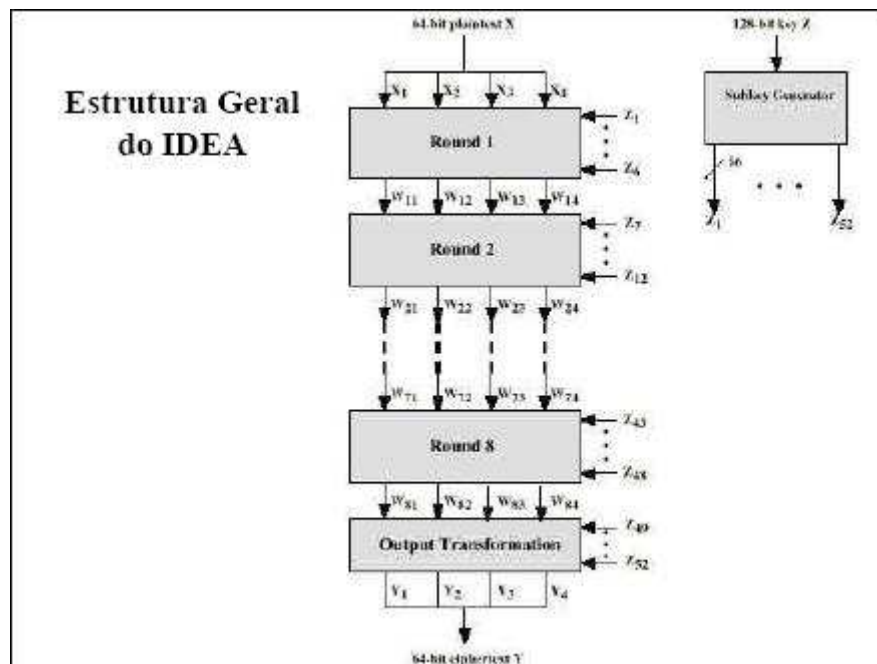 64-bit plaintext X
128-bit key Z
Estrutura Geral
do IDEA
X1 X2 X3 X4
Subkey Generator
Z1
Round 1
Z6
16
W11 W12 W13 W14
Z1 Z52
Z7
Round 2
Z12
W21 W22 W23 W24
W71 W72 W73 W74
Z43
Round 8
Z48
W81 W82 W83 W84
Z49
Output Transformation
Z52
Y1 Y2 Y3 Y4
64-bit ciphertext Y